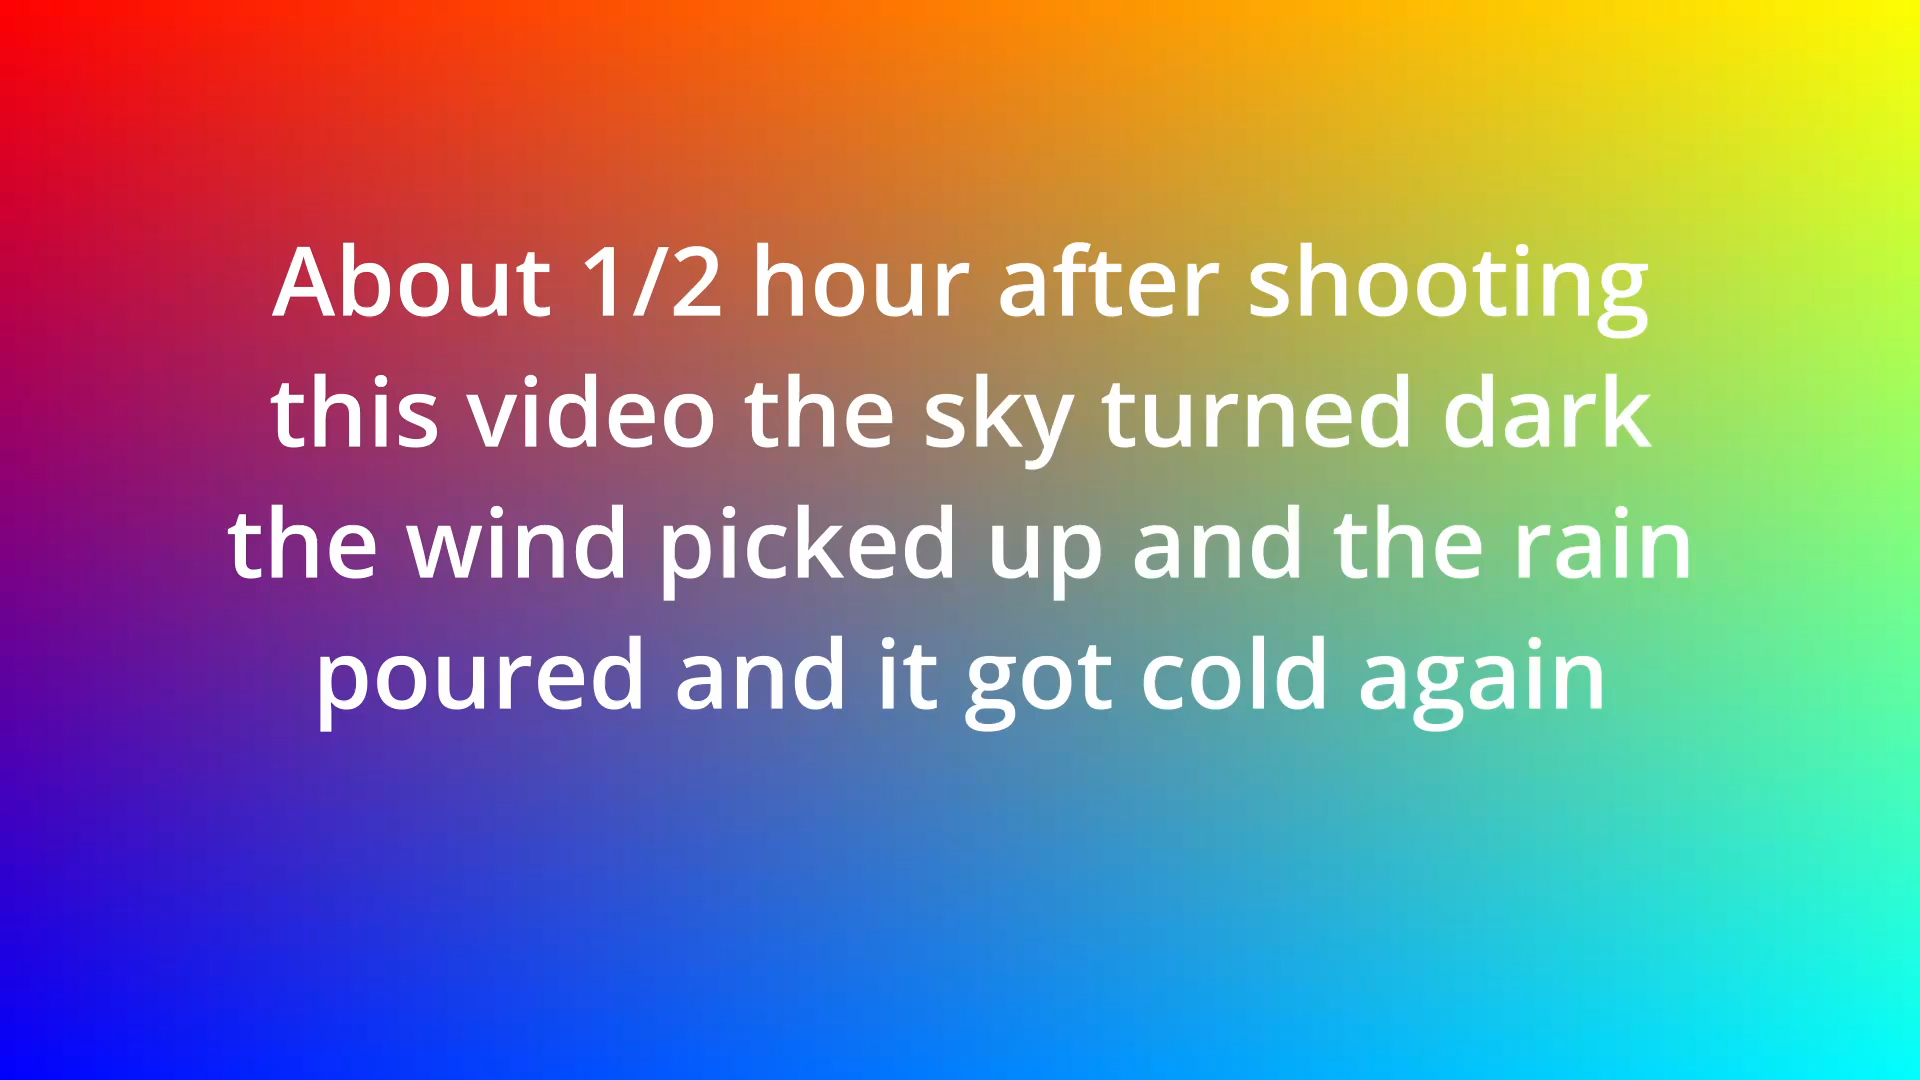 About 1/2 hour after shooting
this video the sky turned dark
the wind picked up and the rain
poured and it got cold again